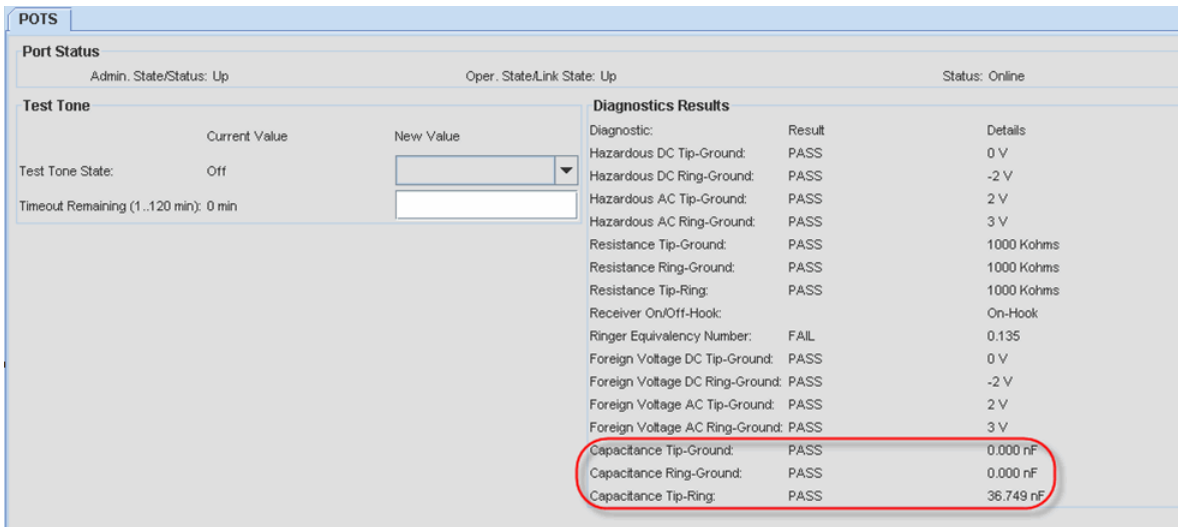 POTS
Port Status
Admin. State/Status: Up Oper. State/Link State: Up Status: Online
Test Tone
Current Value New Value
Test Tone State: Off
Timeout Remaining (1..120 min): 0 min
Diagnostics Results
Diagnostic: Result Details
Hazardous DC Tip-Ground: PASS 0 V
Hazardous DC Ring-Ground: PASS -2 V
Hazardous AC Tip-Ground: PASS 2 V
Hazardous AC Ring-Ground: PASS 3 V
Resistance Tip-Ground: PASS 1000 Kohms
Resistance Ring-Ground: PASS 1000 Kohms
Resistance Tip-Ring: PASS 1000 Kohms
Receiver On/Off-Hook: On-Hook
Ringer Equivalency Number: FAIL 0.135
Foreign Voltage DC Tip-Ground: PASS 0 V
Foreign Voltage DC Ring-Ground: PASS -2 V
Foreign Voltage AC Tip-Ground: PASS 2 V
Foreign Voltage AC Ring-Ground: PASS 3 V
Capacitance Tip-Ground: PASS 0.000 nF
Capacitance Ring-Ground: PASS 0.000 nF
Capacitance Tip-Ring: PASS 36.749 nF